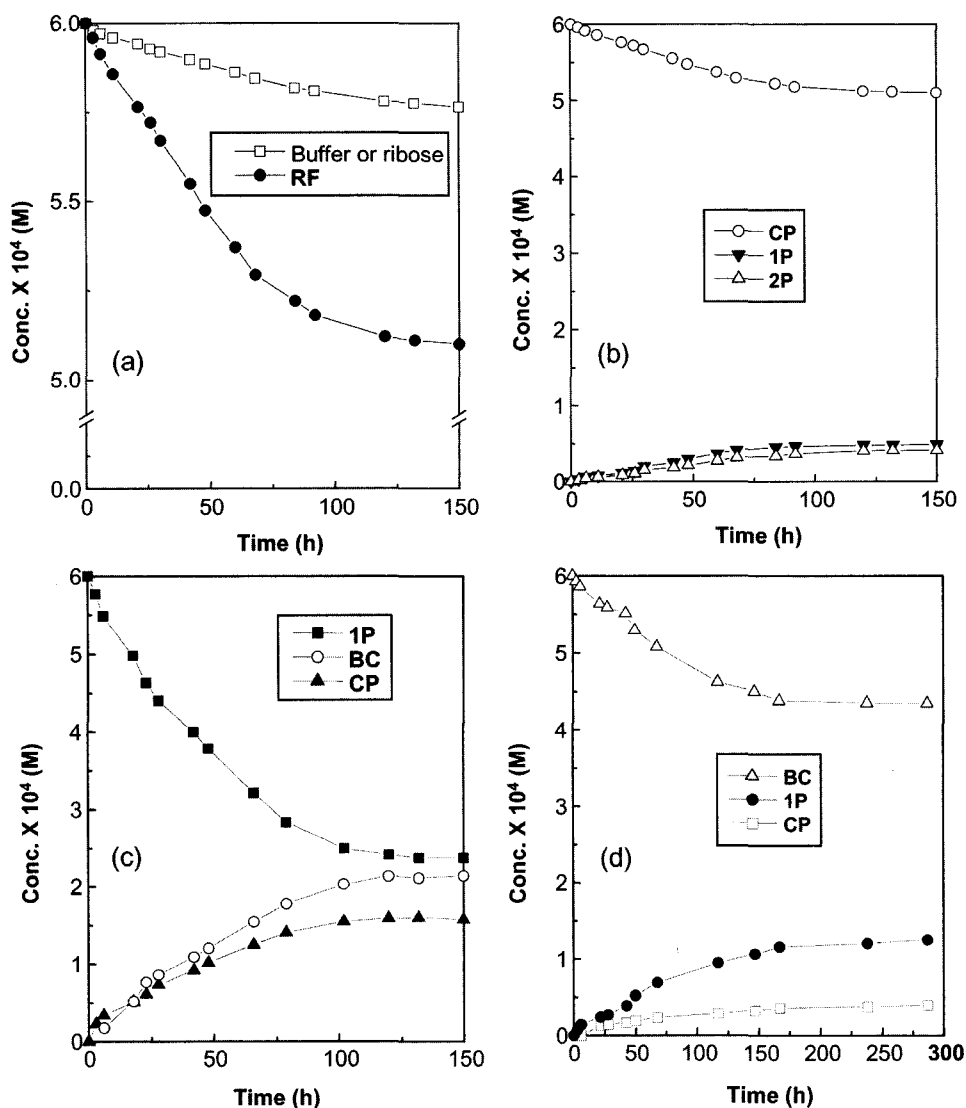 6.0
5.5
5.0
0.0
Conc. X 10⁴ (M)
Buffer or ribose
RF
(a)
0 50 100 150
Time (h)
6
5
4
3
2
1
0
Conc. X 10⁴ (M)
CP
1P
2P
(b)
0 50 100 150
Time (h)
6
5
4
3
2
1
0
Conc. X 10⁴ (M)
1P
BC
CP
(c)
0 50 100 150
Time (h)
6
5
4
3
2
1
0
Conc. X 10⁴ (M)
BC
1P
CP
(d)
0 50 100 150 200 250 300
Time (h)